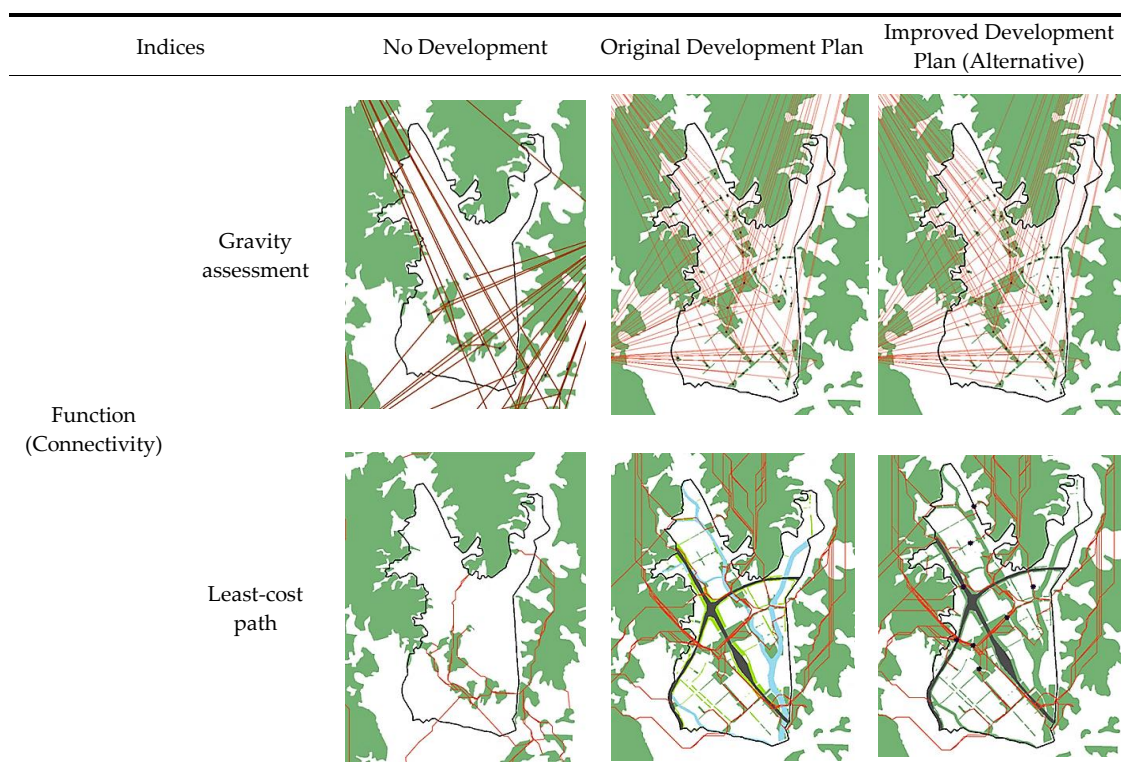 Indices
No Development
Original Development Plan
Improved Development
Plan (Alternative)
Function
(Connectivity)
Gravity
assessment
Least-cost
path